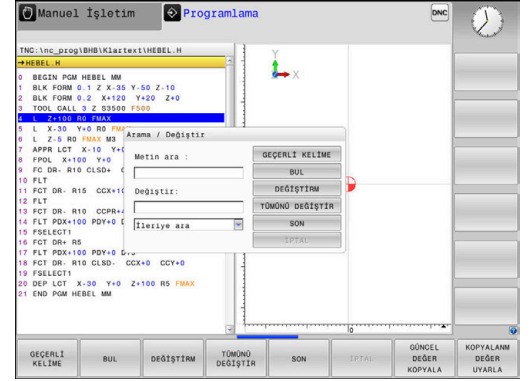 Manuel İşletim
Programlama
DNC
TNC:\nc_prog\BHB\Klartext\HEBEL.H
→HEBEL.H
0 BEGIN PGM HEBEL MM
1 BLK FORM 0.1 Z X-35 Y-50 Z-10
2 BLK FORM 0.2 X+120 Y+20 Z+0
3 TOOL CALL 3 Z S3500 F500
4 L Z+100 R0 FMAX
5 L X-30 Y+0 R0 FMA
6 L Z-5 R0 FMAX M3
7 APPR LCT X-10 Y+
8 FPOL X+100 Y+0
9 FC DR- R10 CLSD+
10 FLT
11 FCT DR- R15 CCX+10
12 FLT
13 FCT DR- R10 CCPR+
14 FLT PDX+100 PDY+0 D
15 FSELECT1
16 FCT DR+ R5
17 FLT PDX+100 PDY+0
18 FCT DR- R10 CLSD- CCX+0 CCY+0
19 FSELECT1
20 DEP LCT X-30 Y+0 Z+100 R5 FMAX
21 END PGM HEBEL MM
Y
X
0
Arama / Değiştir
Metin ara :
Değiştir:
İleriye ara
GEÇERLİ KELİME
BUL
DEĞİŞTİRM
TÜMÜNÜ DEĞİŞTİR
SON
İPTAL
GEÇERLİ KELİME
BUL
DEĞİŞTİRM
TÜMÜNÜ DEĞİŞTİR
SON
İPTAL
GÜNCEL DEĞER KOPYALA
KOPYALANM DEĞER UYARLA